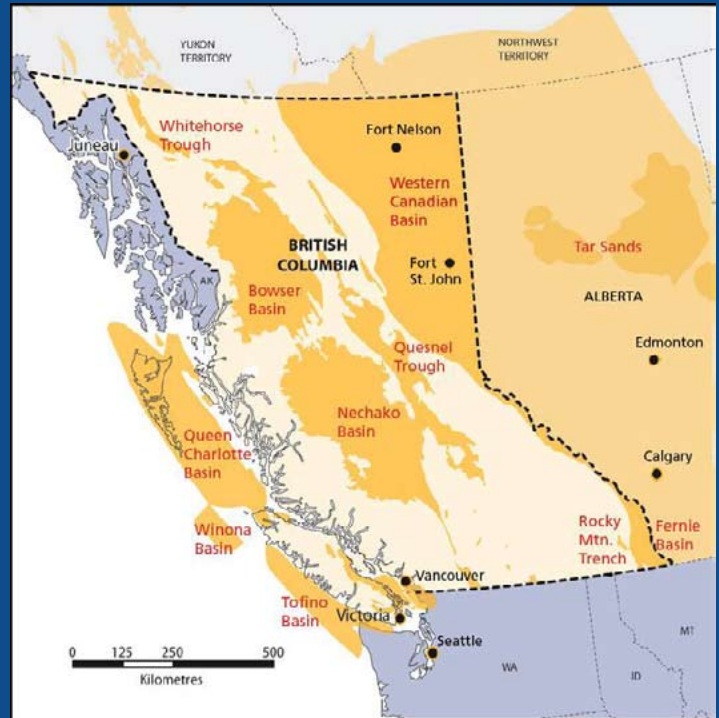 YUKON
TERRITORY
NORTHWEST
TERRITORY
Whitehorse
Trough
Fort Nelson
Juneau
Western
Canadian
Basin
Tar Sands
BRITISH
COLUMBIA
Fort
St. John
AK
Bowser
Basin
ALBERTA
Quesnel
Trough
Edmonton
Nechako
Basin
Queen
Charlotte
Basin
Calgary
Winona
Basin
Rocky
Mtn.
Trench
Fernie
Basin
Vancouver
Tofino
Basin
Victoria
Seattle
MT
WA
ID
0 125 250 500
Kilometres